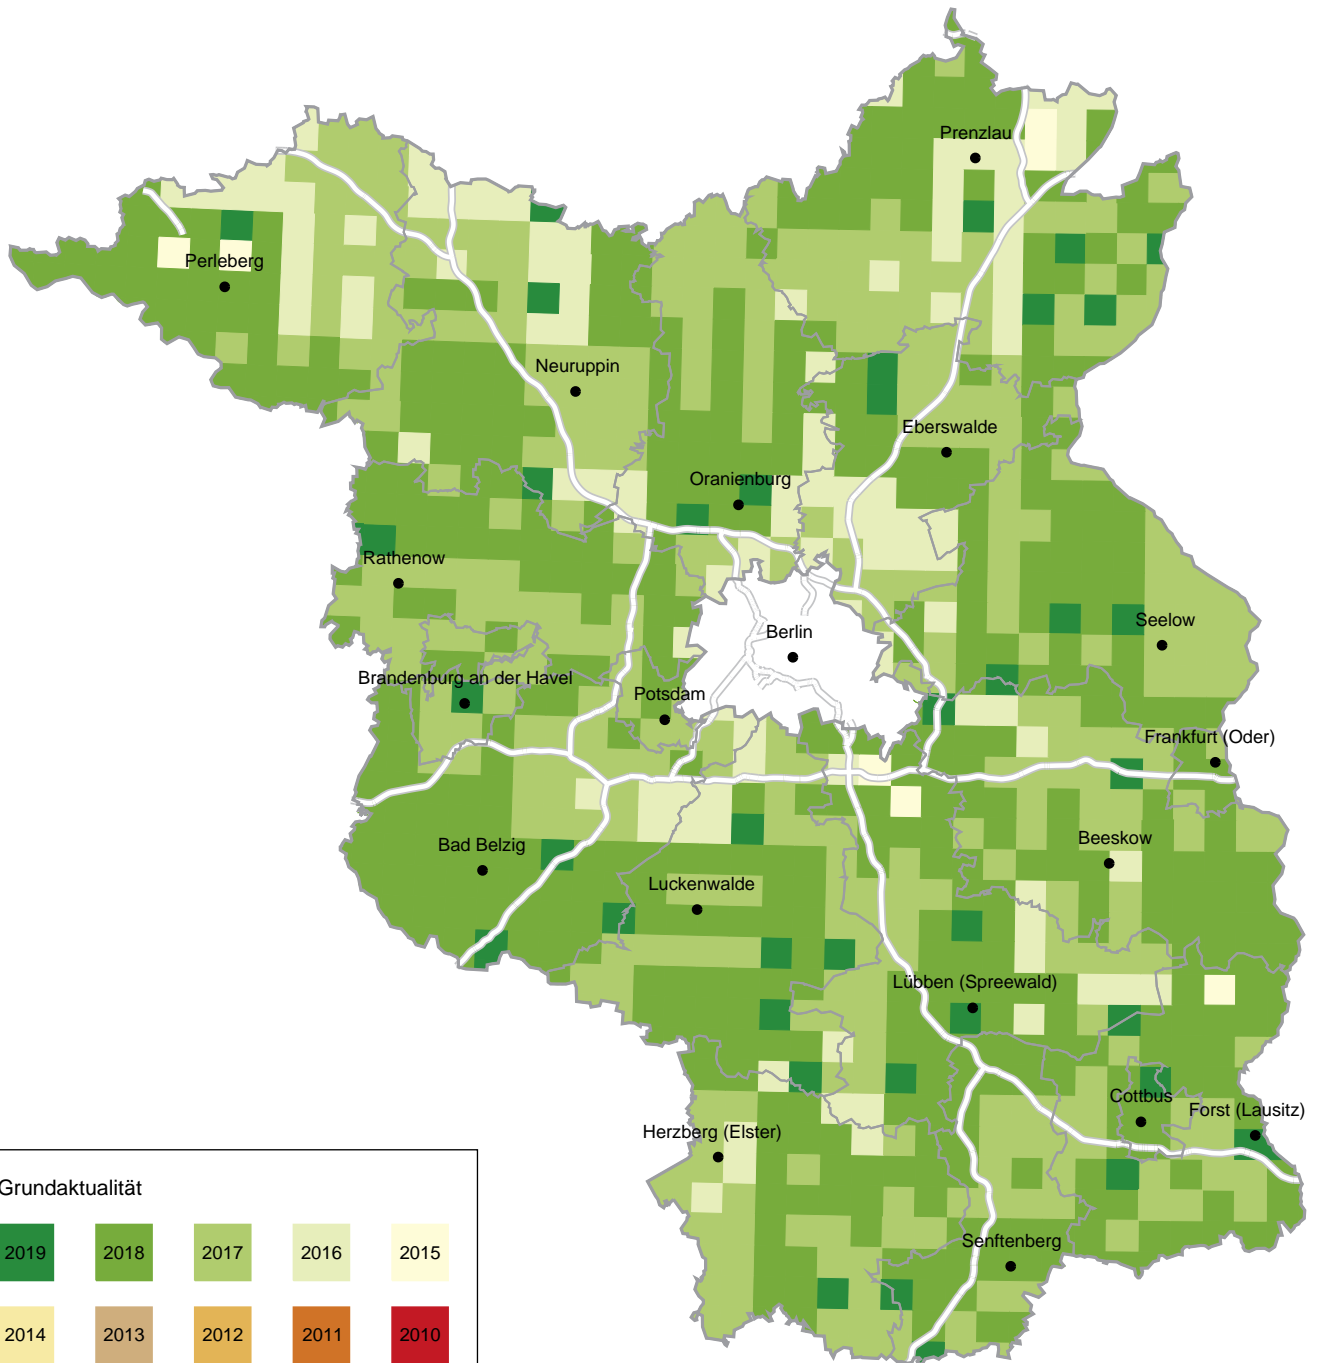 Prenzlau
Perleberg
Neuruppin
Eberswalde
Oranienburg
Rathenow
Seelow
Berlin
Brandenburg an der Havel
Potsdam
Frankfurt (Oder)
Bad Belzig
Beeskow
Luckenwalde
Lübben (Spreewald)
Cottbus
Forst (Lausitz)
Herzberg (Elster)
Senftenberg
Grundaktualität
2019 2018 2017 2016 2015
2014 2013 2012 2011 2010